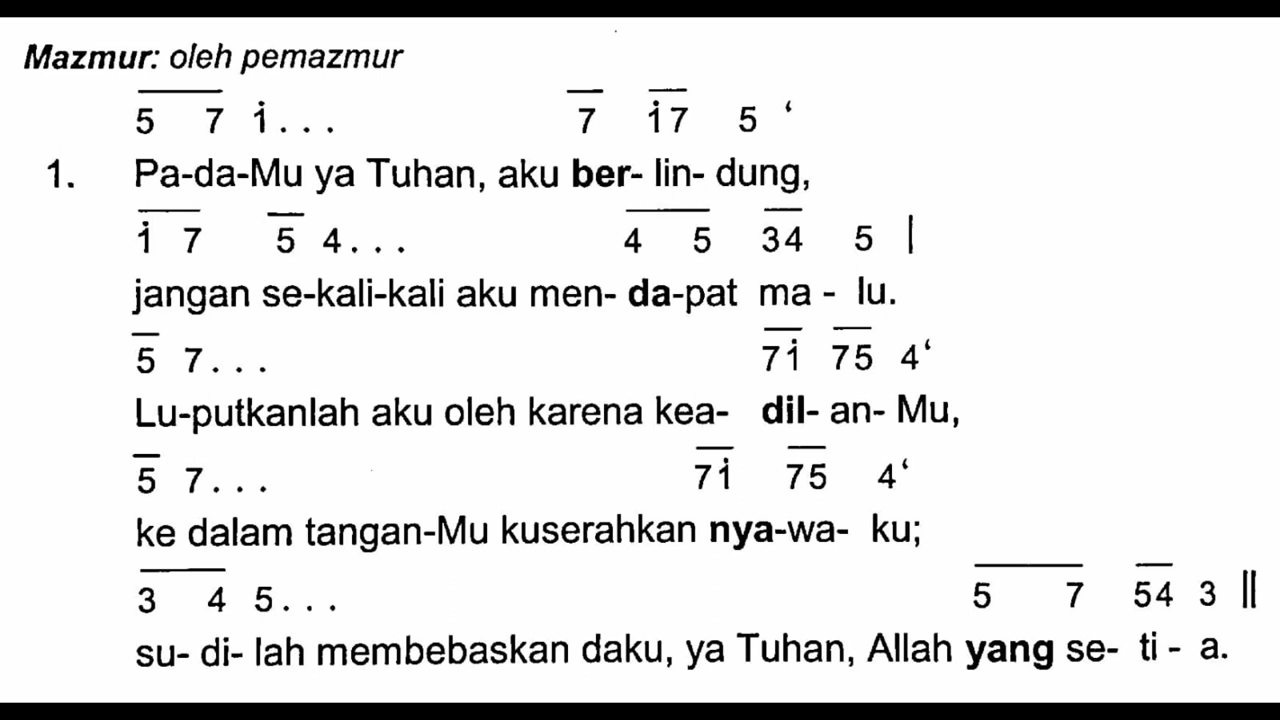 Mazmur: oleh pemazmur
5 7 i . . . 7 i7 5 ‘
1. Pa-da-Mu ya Tuhan, aku ber- lin- dung,
i 7 5 4 . . . 4 5 34 5 |
jangan se-kali-kali aku men- da-pat ma - lu.
5 7 . . . 7i 75 4‘
Lu-putkanlah aku oleh karena kea- dil- an- Mu,
5 7 . . . 7i 75 4‘
ke dalam tangan-Mu kuserahkan nya-wa- ku;
3 4 5 . . . 5 7 54 3 ||
su- di- lah membebaskan daku, ya Tuhan, Allah yang se- ti - a.